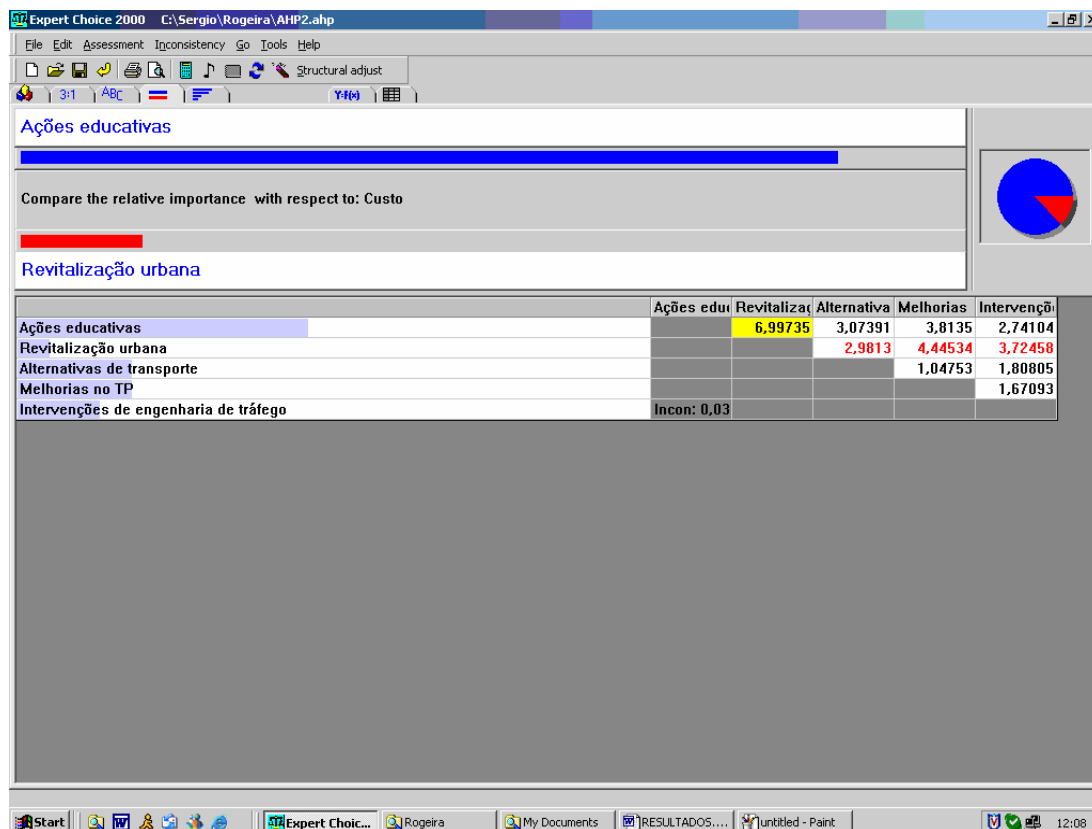 Expert Choice 2000 C:\Sergio\Rogeira\AHP2.ahp
File Edit Assessment Inconsistency Go Tools Help
Structural adjust
3:1 ABC Y=F(x)
Ações educativas
Compare the relative importance with respect to: Custo
Revitalização urbana
Ações edu Revitalizaç Alternativa Melhorias Intervençõ
Ações educativas 6,99735 3,07391 3,8135 2,74104
Revitalização urbana 2,9813 4,44534 3,72458
Alternativas de transporte 1,04753 1,80805
Melhorias no TP 1,67093
Intervenções de engenharia de tráfego Incon: 0,03
Start Expert Choic... Rogeira My Documents RESULTADOS.... untitled - Paint 12:08